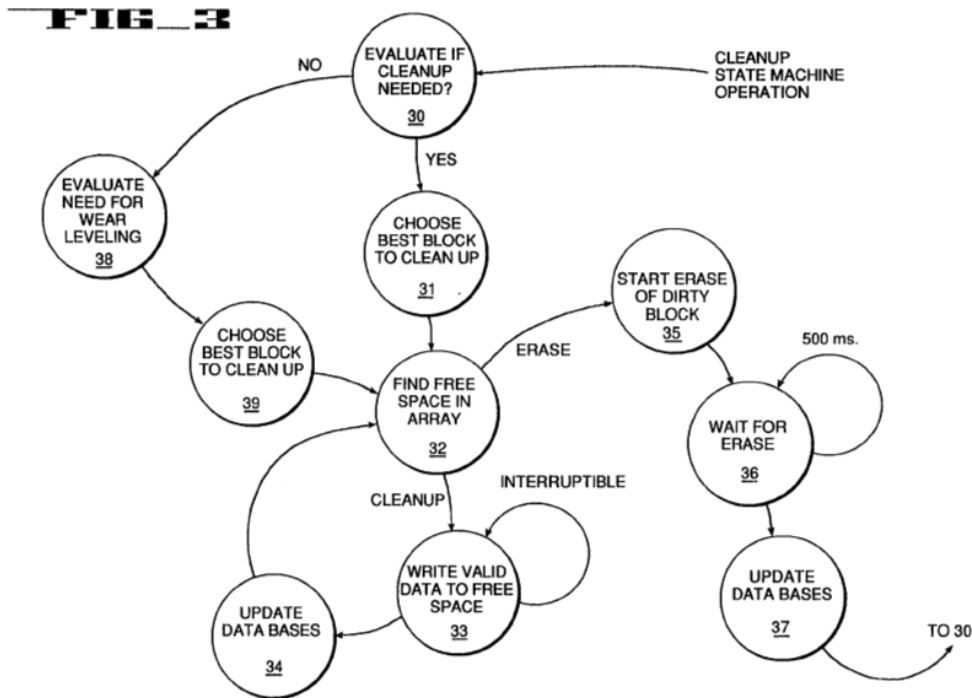 FIG_3
EVALUATE IF
CLEANUP
NEEDED?
30
NO
CLEANUP
STATE MACHINE
OPERATION
YES
EVALUATE
NEED FOR
WEAR
LEVELING
38
CHOOSE
BEST BLOCK
TO CLEAN UP
31
START ERASE
OF DIRTY
BLOCK
35
CHOOSE
BEST BLOCK
TO CLEAN UP
39
ERASE
500 ms.
FIND FREE
SPACE IN
ARRAY
32
WAIT FOR
ERASE
36
CLEANUP
INTERRUPTIBLE
WRITE VALID
DATA TO FREE
SPACE
33
UPDATE
DATA BASES
34
UPDATE
DATA BASES
37
TO 30